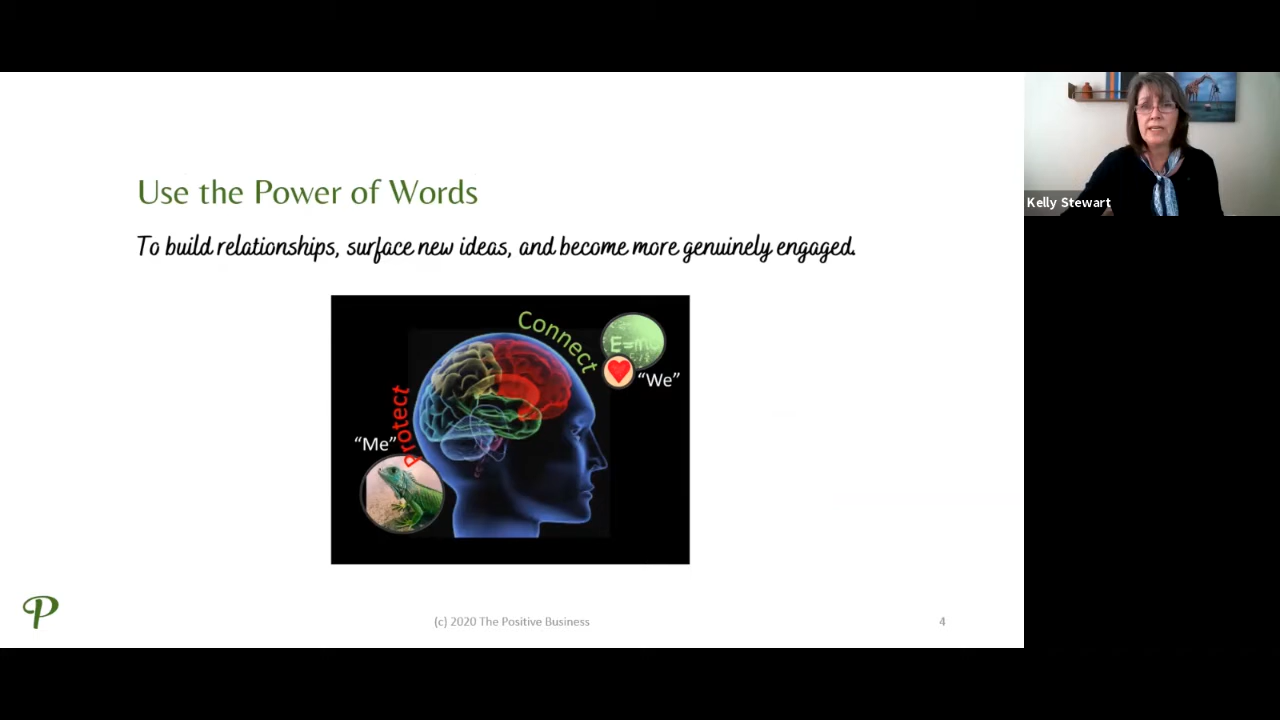 Use the Power of Words
To build relationships, surface new ideas, and become more genuinely engaged.
Connect
"We"
Protect
"Me"
P
(c) 2020 The Positive Business
4
Kelly Stewart